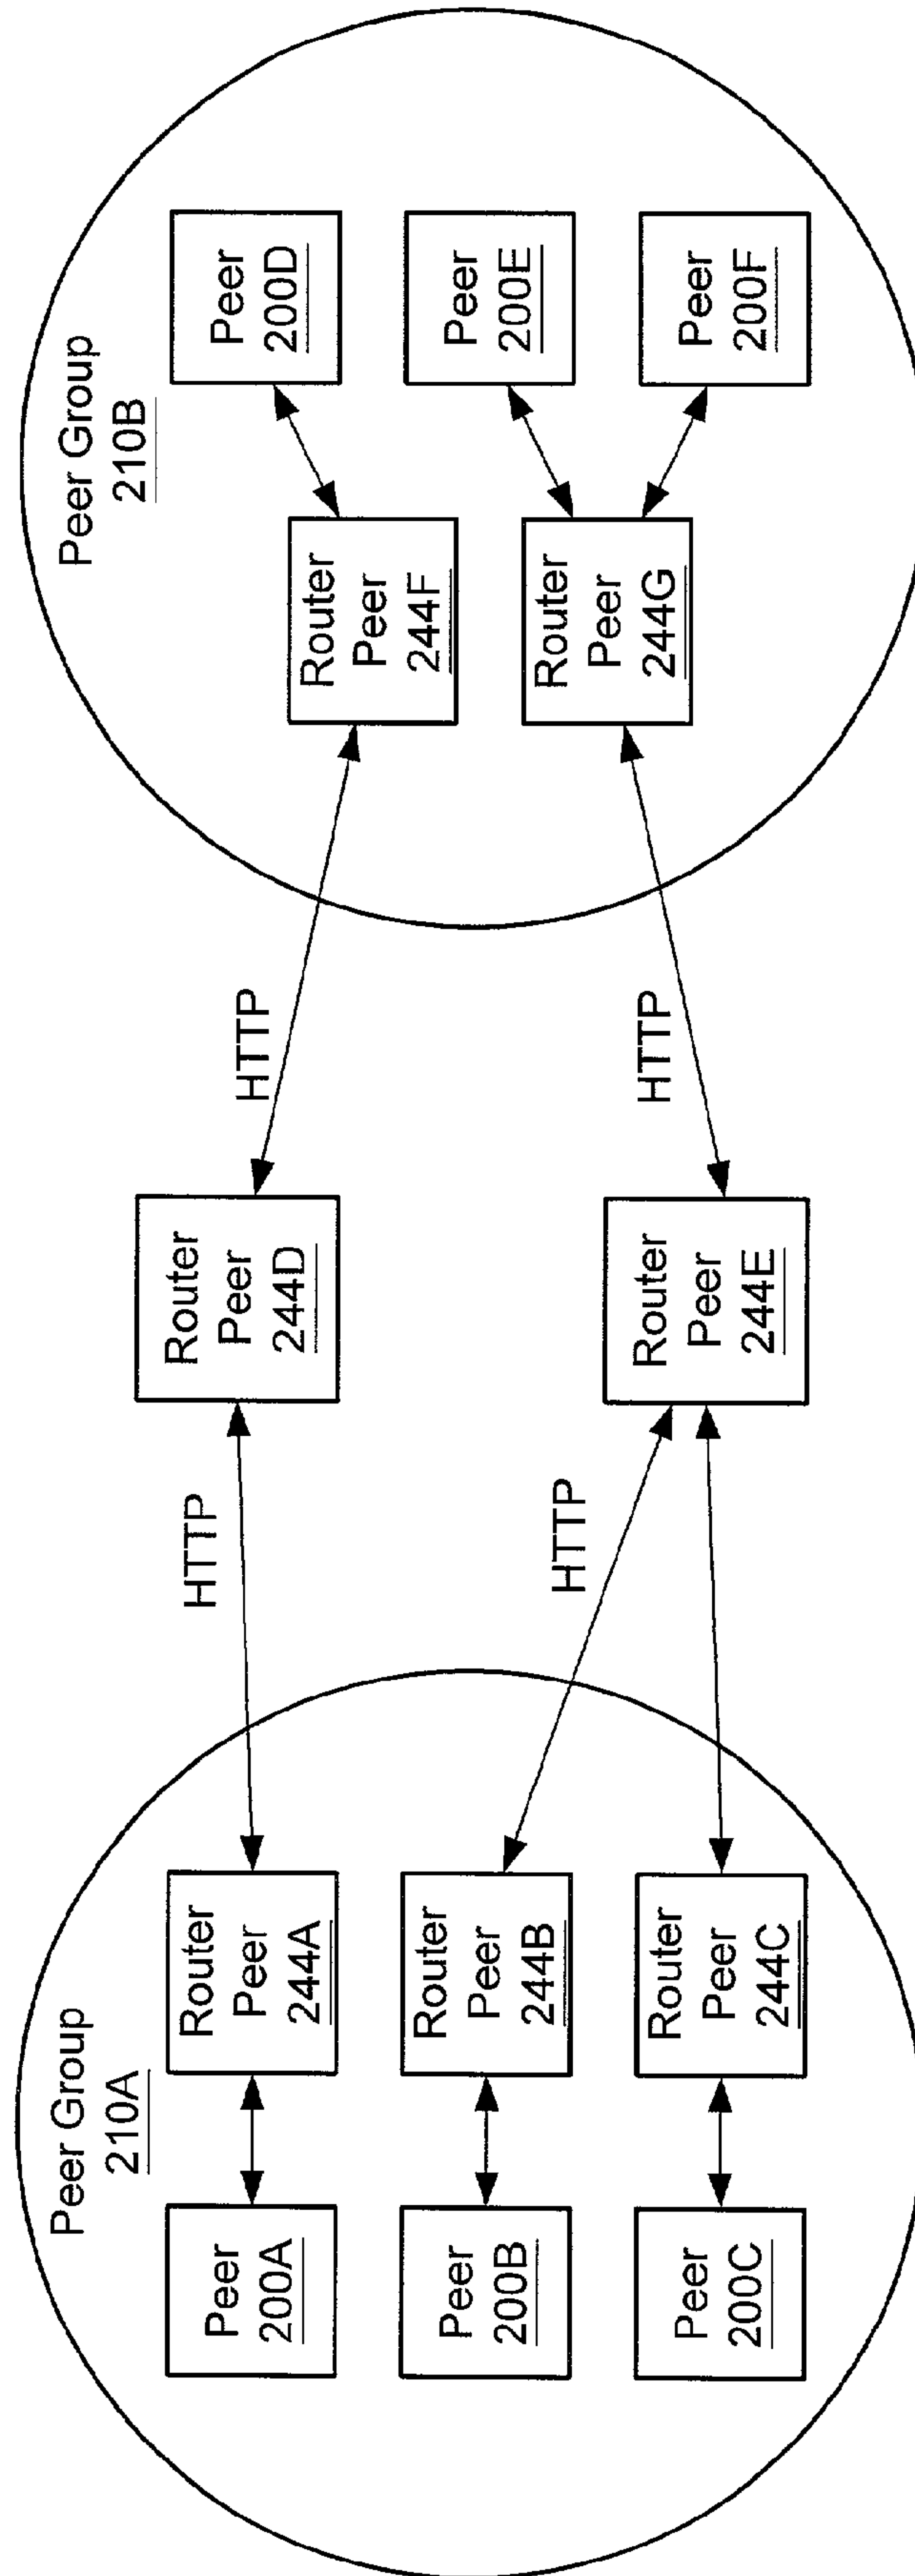 Peer Group
210A
Peer
200A
Router
Peer
244A
Peer
200B
Router
Peer
244B
Peer
200C
Router
Peer
244C
HTTP
HTTP
Router
Peer
244D
Router
Peer
244E
HTTP
HTTP
Peer Group
210B
Router
Peer
244F
Router
Peer
244G
Peer
200D
Peer
200E
Peer
200F